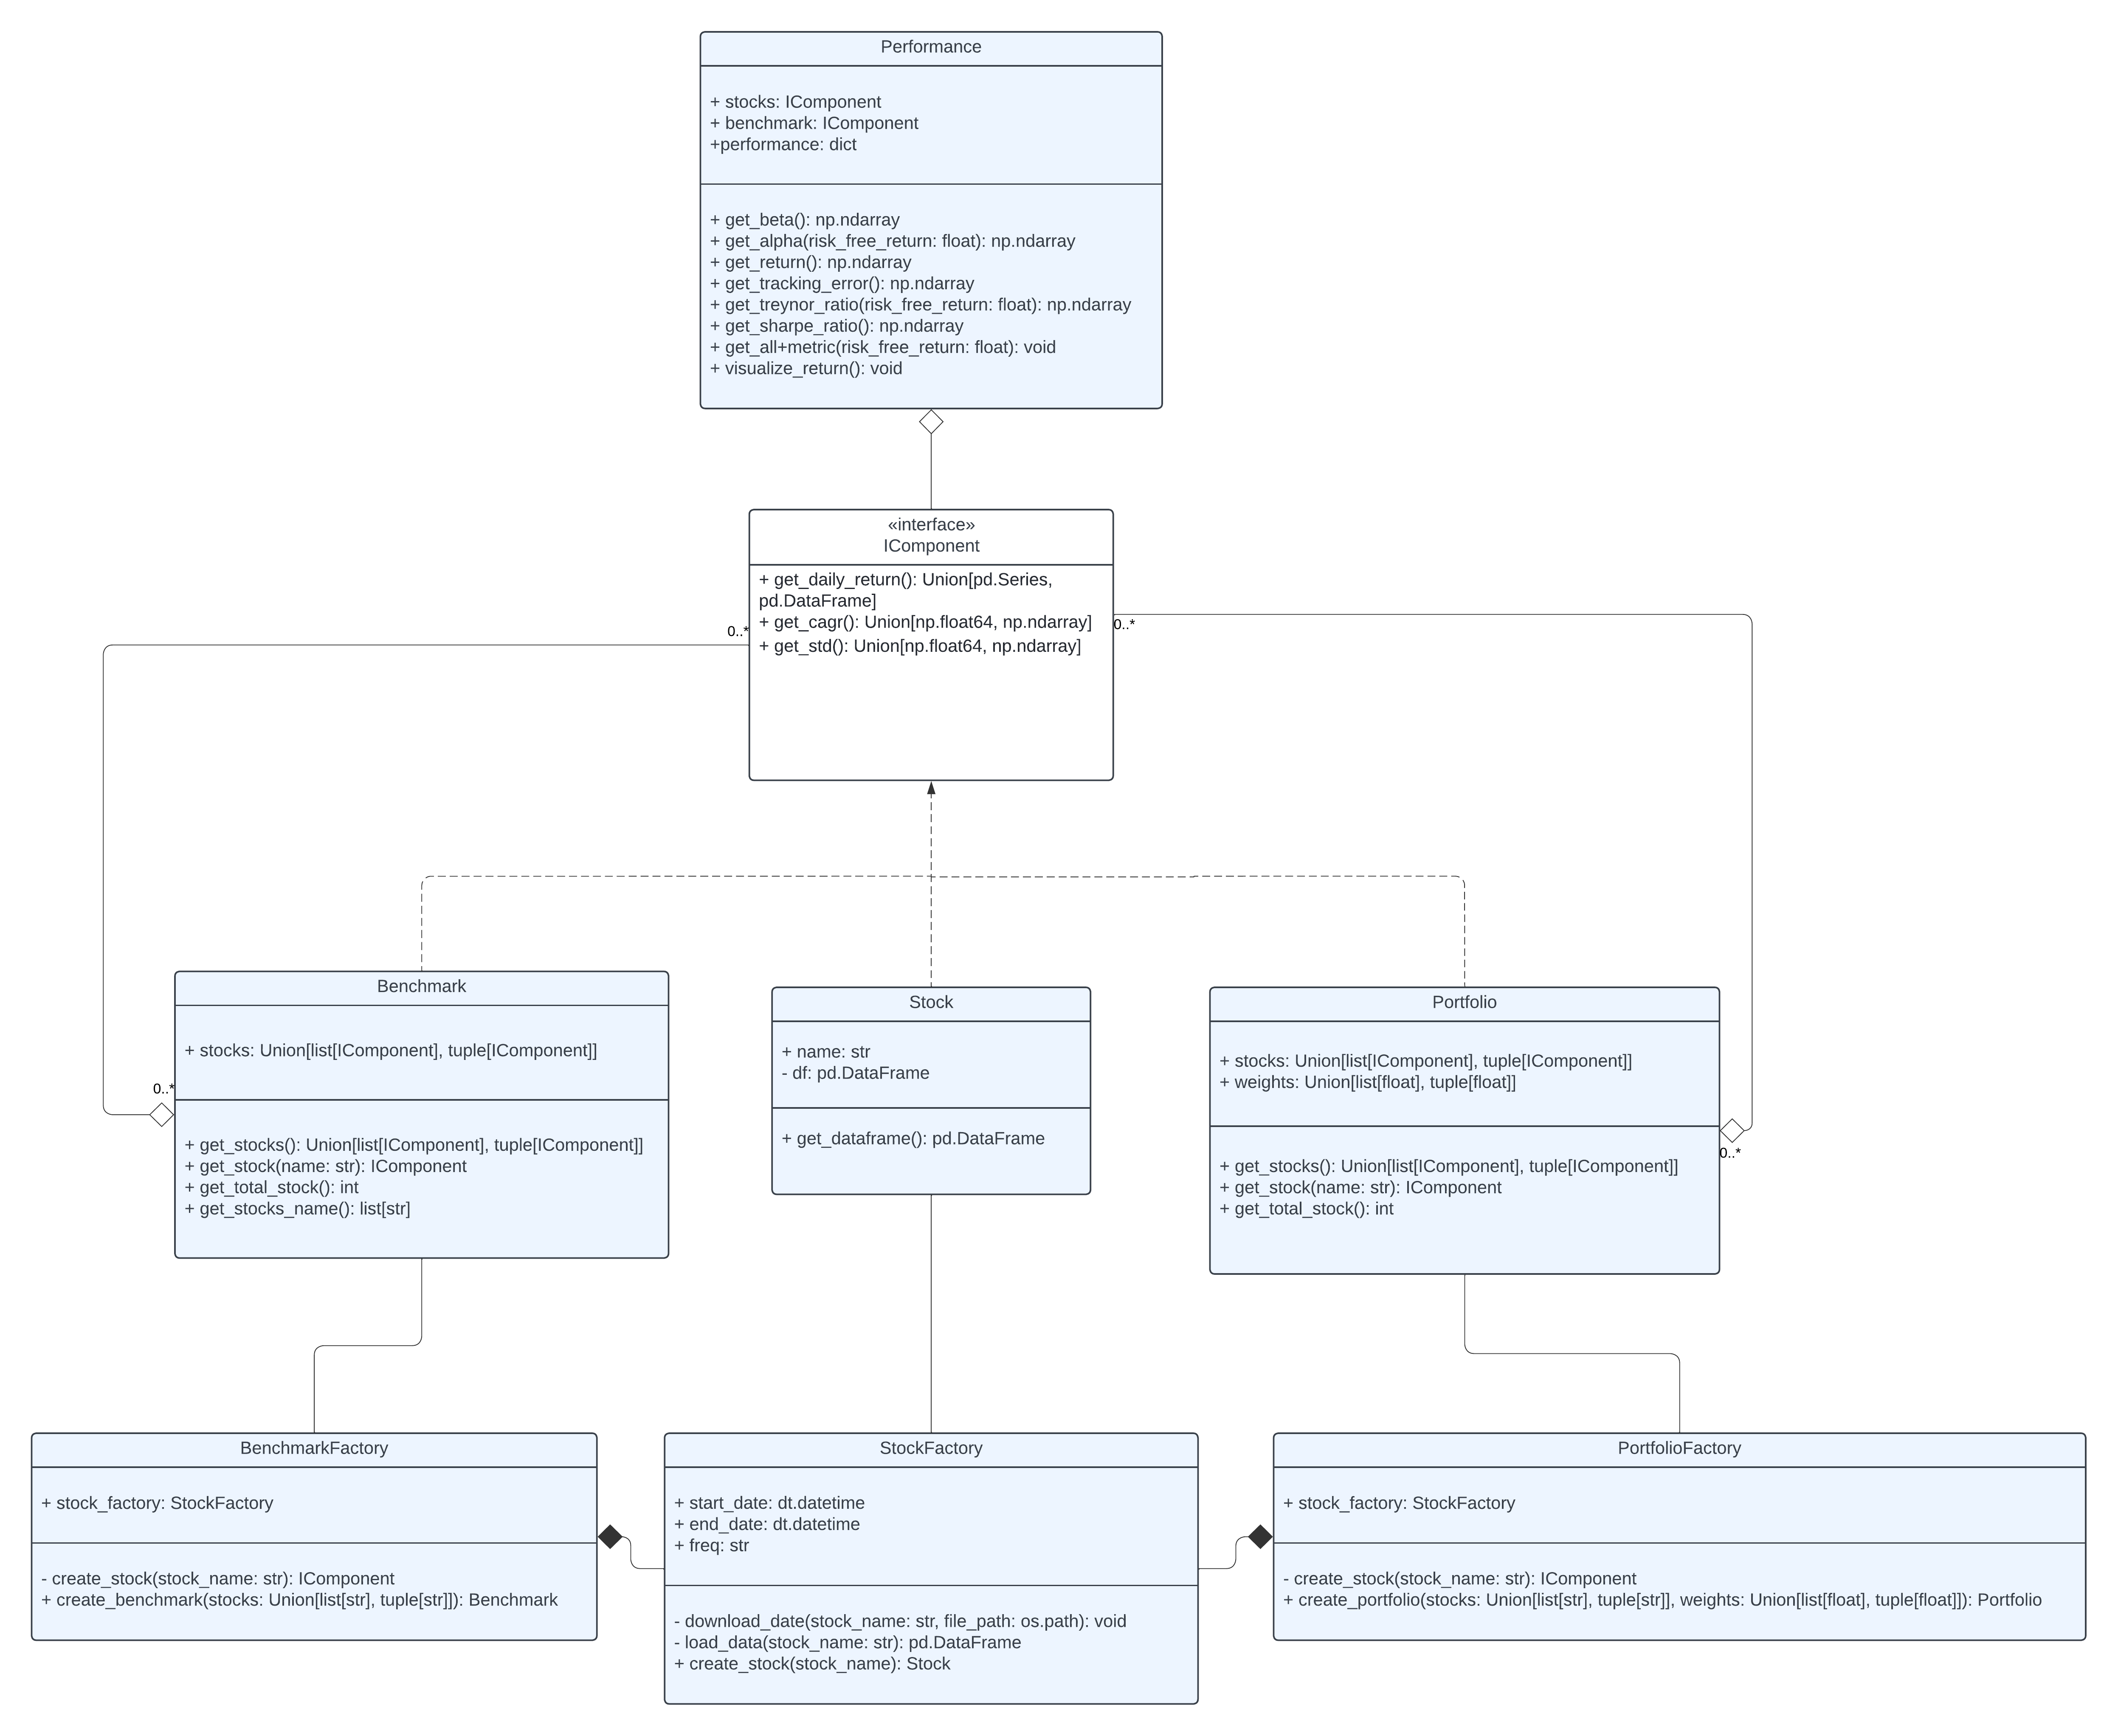 Performance
+ stocks: IComponent
+ benchmark: IComponent
+performance: dict
+ get_beta(): np.ndarray
+ get_alpha(risk_free_return: float): np.ndarray
+ get_return(): np.ndarray
+ get_tracking_error(): np.ndarray
+ get_treynor_ratio(risk_free_return: float): np.ndarray
+ get_sharpe_ratio(): np.ndarray
+ get_all+metric(risk_free_return: float): void
+ visualize_return(): void
«interface»
IComponent
+ get_daily_return(): Union[pd.Series,
pd.DataFrame]
+ get_cagr(): Union[np.float64, np.ndarray]
+ get_std(): Union[np.float64, np.ndarray]
0..*
0..*
Benchmark
+ stocks: Union[list[IComponent], tuple[IComponent]]
0..*
+ get_stocks(): Union[list[IComponent], tuple[IComponent]]
+ get_stock(name: str): IComponent
+ get_total_stock(): int
+ get_stocks_name(): list[str]
Stock
+ name: str
- df: pd.DataFrame
+ get_dataframe(): pd.DataFrame
Portfolio
+ stocks: Union[list[IComponent], tuple[IComponent]]
+ weights: Union[list[float], tuple[float]]
0..*
+ get_stocks(): Union[list[IComponent], tuple[IComponent]]
+ get_stock(name: str): IComponent
+ get_total_stock(): int
BenchmarkFactory
+ stock_factory: StockFactory
- create_stock(stock_name: str): IComponent
+ create_benchmark(stocks: Union[list[str], tuple[str]]): Benchmark
StockFactory
+ start_date: dt.datetime
+ end_date: dt.datetime
+ freq: str
- download_date(stock_name: str, file_path: os.path): void
- load_data(stock_name: str): pd.DataFrame
+ create_stock(stock_name): Stock
PortfolioFactory
+ stock_factory: StockFactory
- create_stock(stock_name: str): IComponent
+ create_portfolio(stocks: Union[list[str], tuple[str]], weights: Union[list[float], tuple[float]]): Portfolio